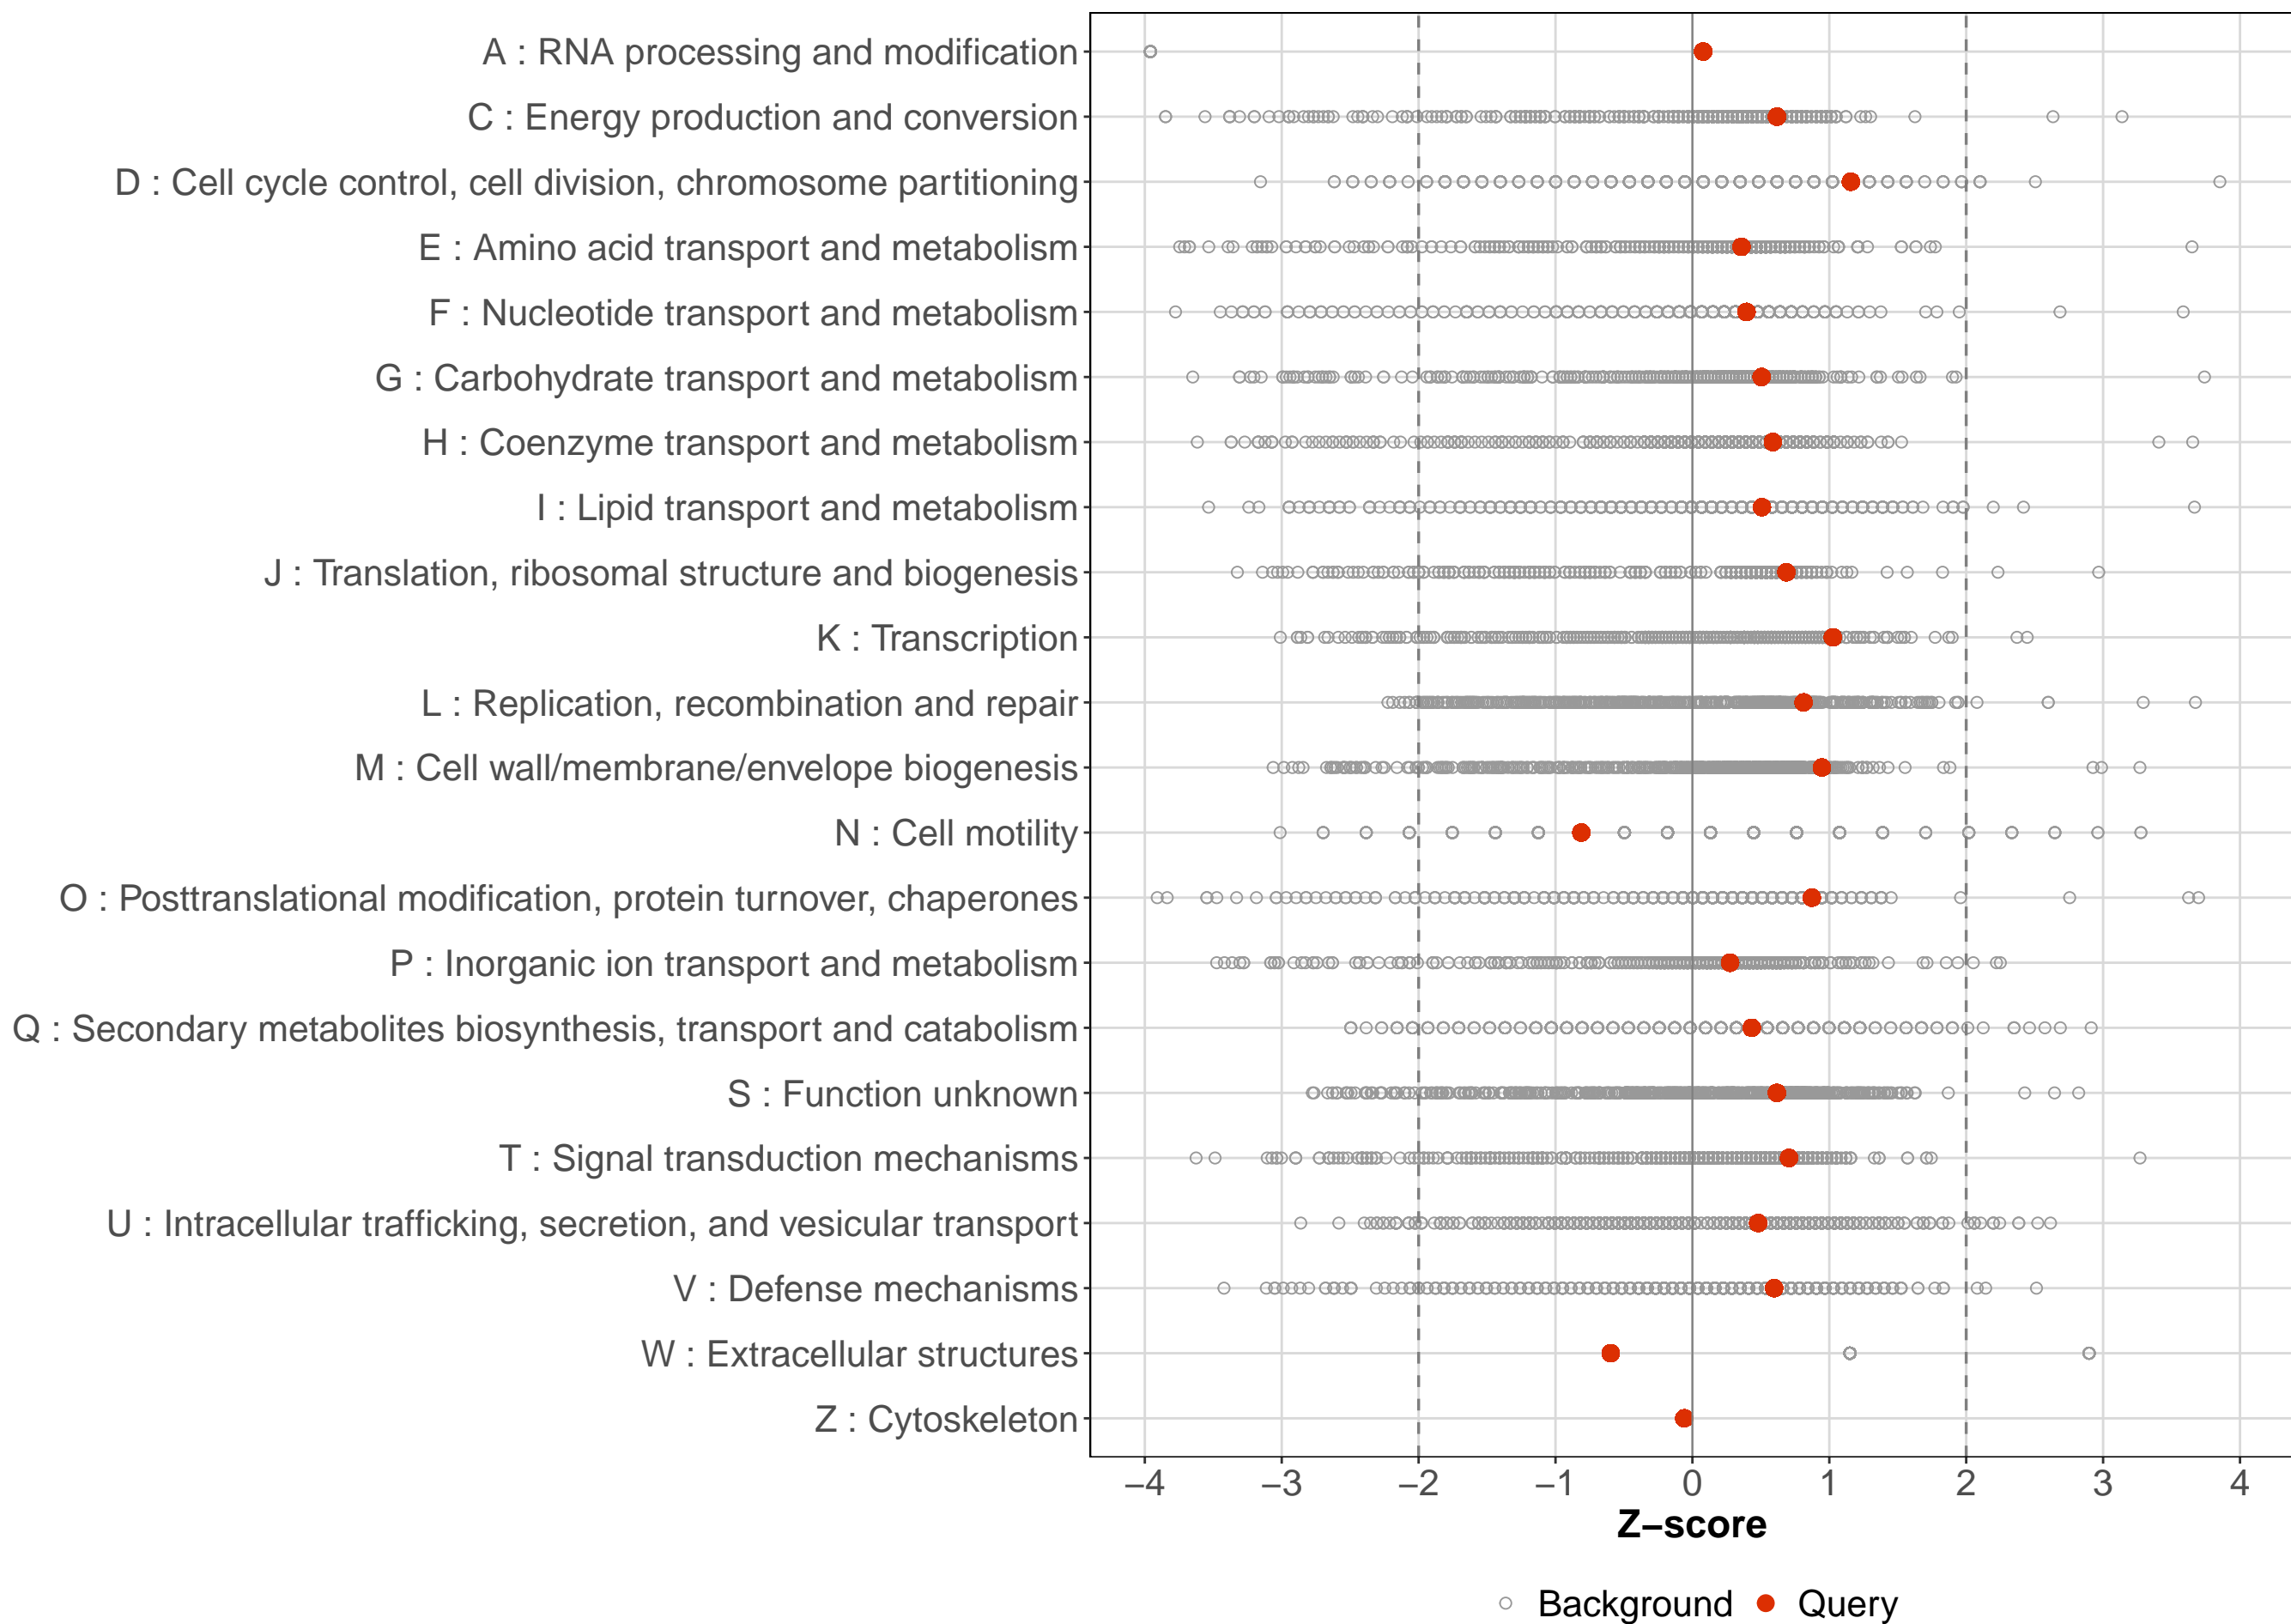 A : RNA processing and modification
C : Energy production and conversion
D : Cell cycle control, cell division, chromosome partitioning
E : Amino acid transport and metabolism
F : Nucleotide transport and metabolism
G : Carbohydrate transport and metabolism
H : Coenzyme transport and metabolism
I : Lipid transport and metabolism
J : Translation, ribosomal structure and biogenesis
K : Transcription
L : Replication, recombination and repair
M : Cell wall/membrane/envelope biogenesis
N : Cell motility
O : Posttranslational modification, protein turnover, chaperones
P : Inorganic ion transport and metabolism
Q : Secondary metabolites biosynthesis, transport and catabolism
S : Function unknown
T : Signal transduction mechanisms
U : Intracellular trafficking, secretion, and vesicular transport
V : Defense mechanisms
W : Extracellular structures
Z : Cytoskeleton
−4 −3 −2 −1 0 1 2 3 4
Z−score
Background Query